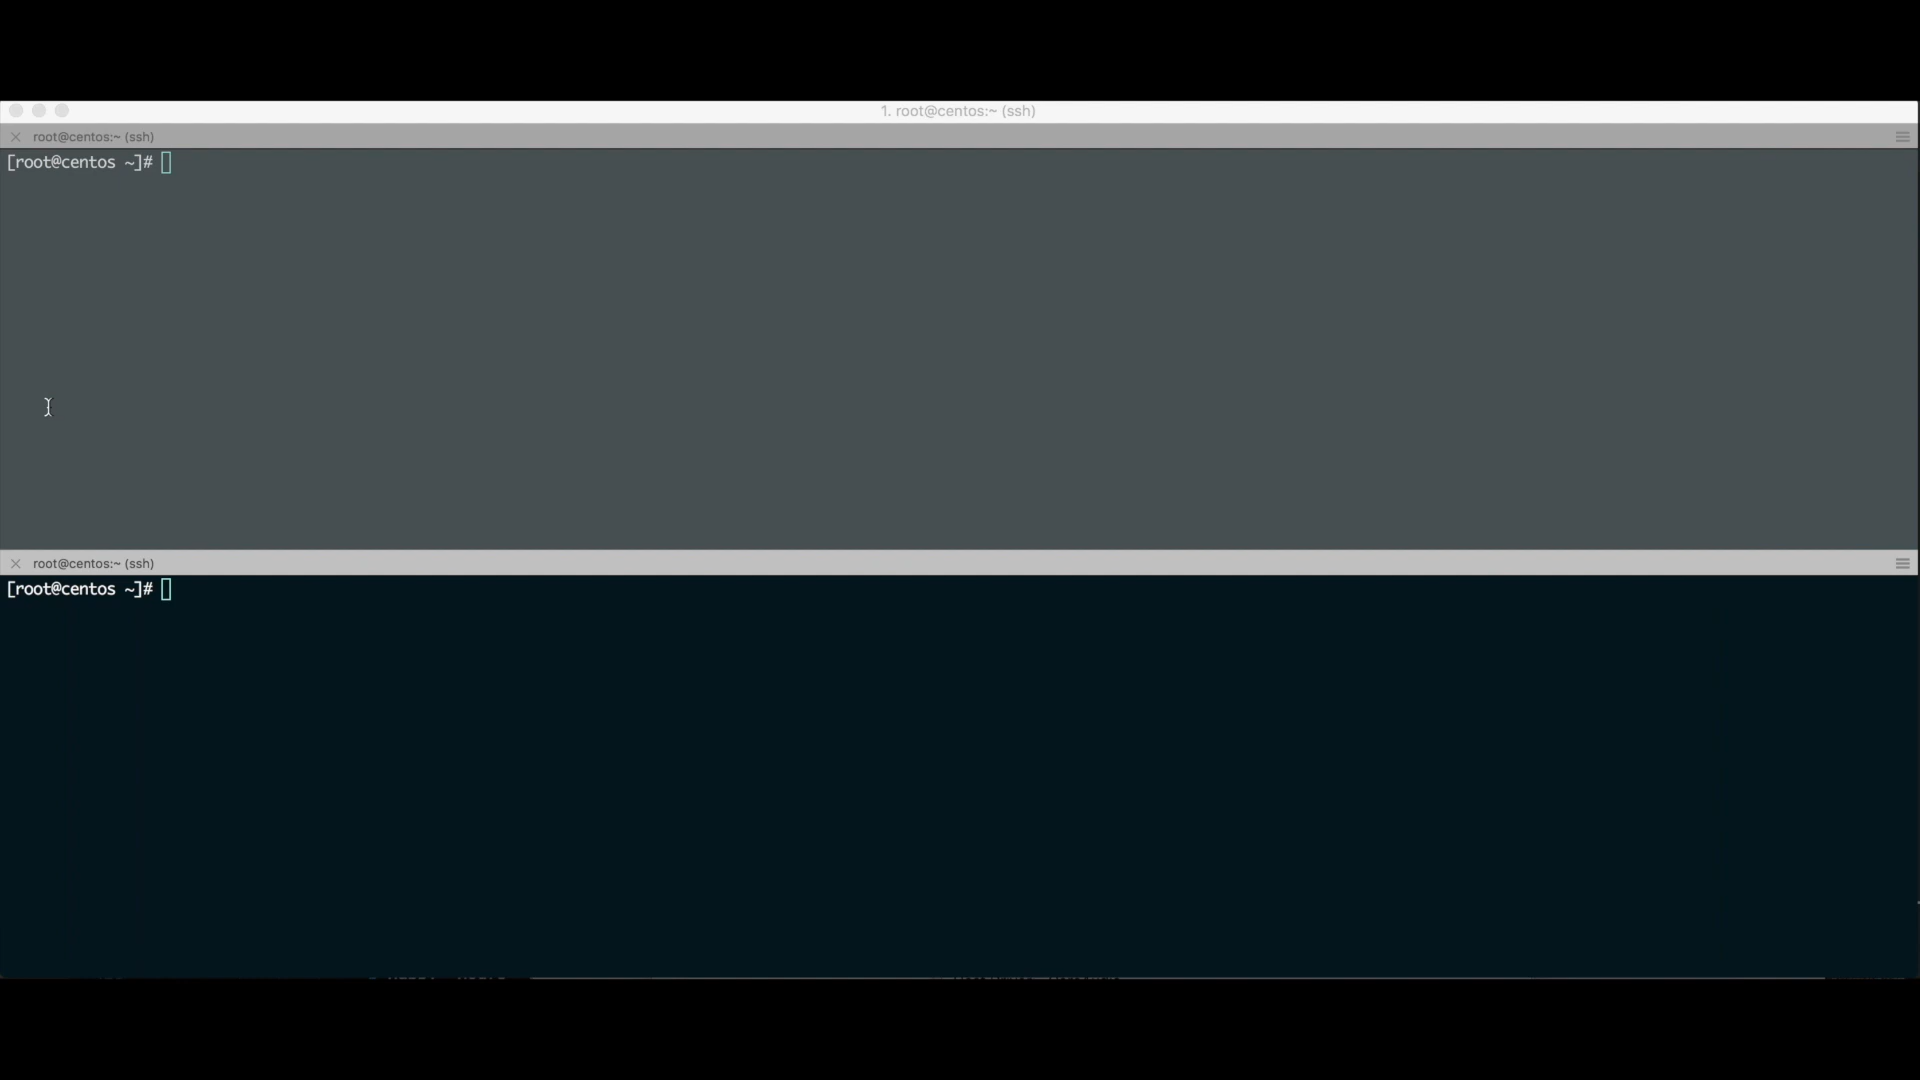 1. root@centos:~ (ssh)
root@centos:~ (ssh)
[root@centos ~]#
root@centos:~ (ssh)
[root@centos ~]#